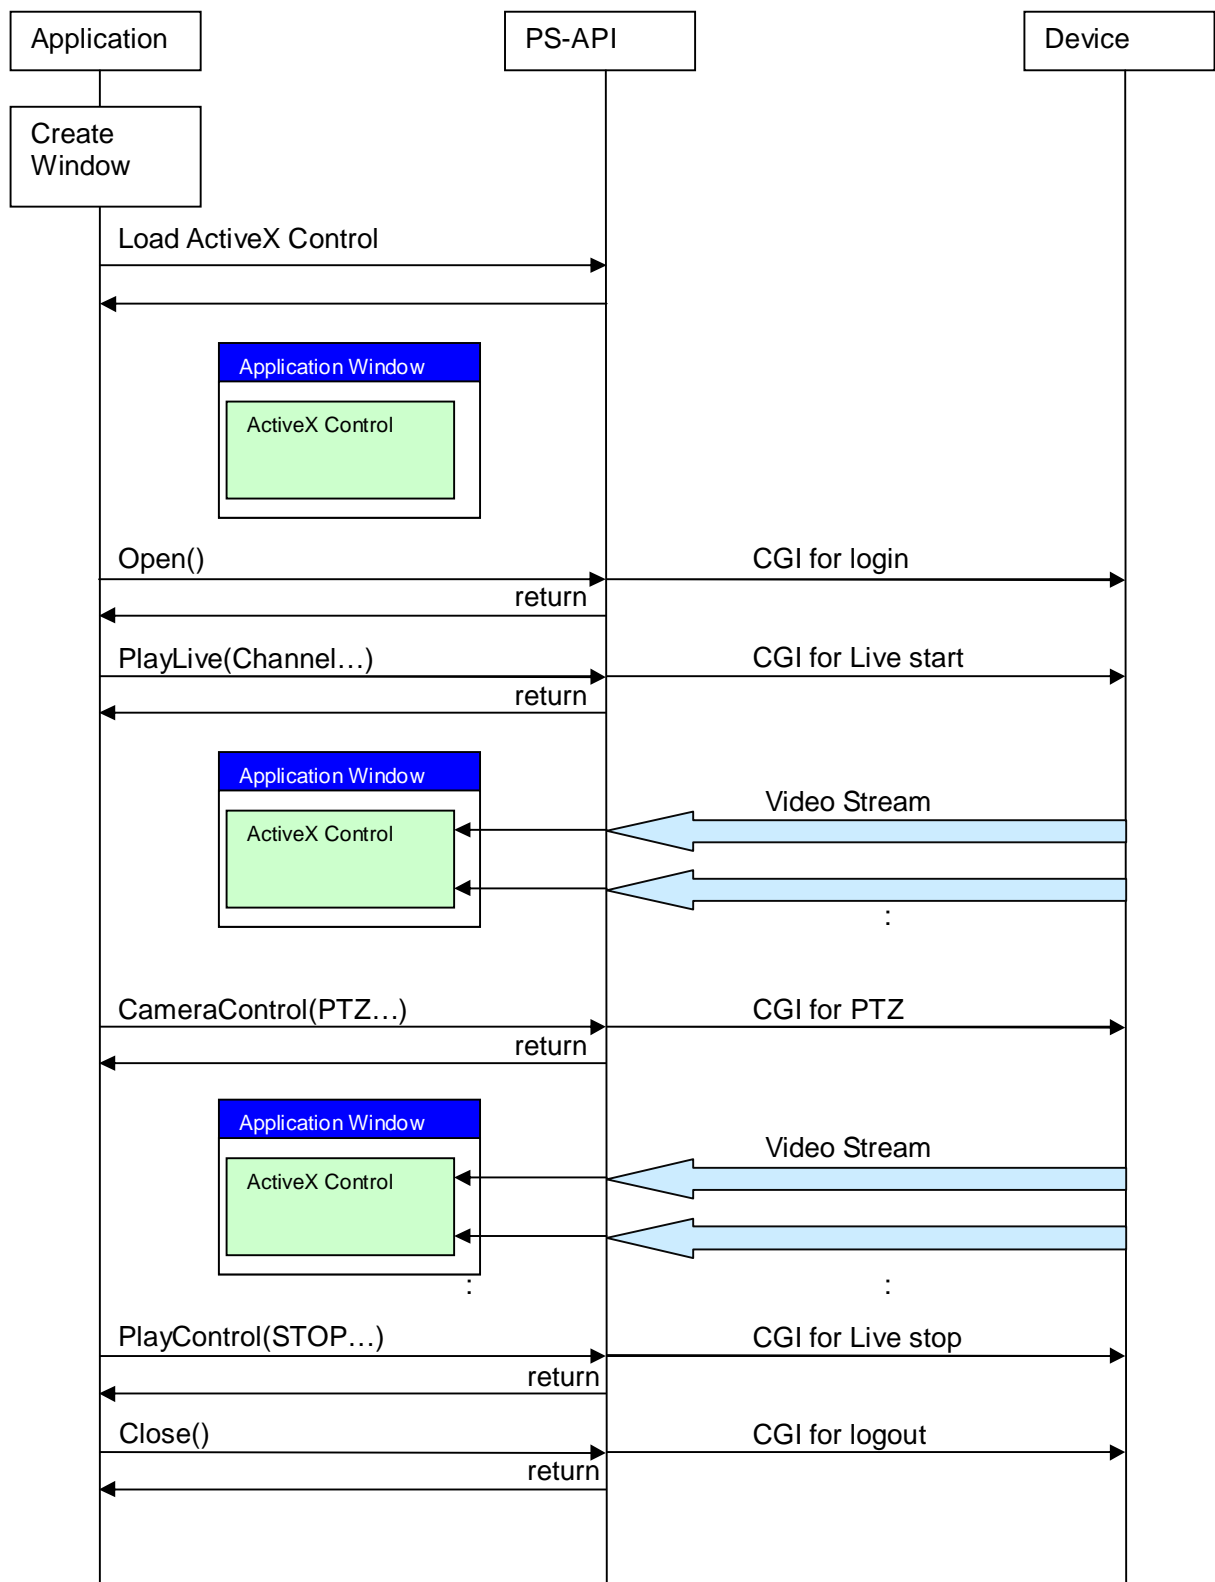 Application
PS-API
Device
Create
Window
Load ActiveX Control
Application Window
ActiveX Control
Open()
CGI for login
return
PlayLive(Channel…)
CGI for Live start
return
Application Window
Video Stream
ActiveX Control
:
CameraControl(PTZ…)
CGI for PTZ
return
Application Window
Video Stream
ActiveX Control
:
:
PlayControl(STOP…)
CGI for Live stop
return
Close()
CGI for logout
return